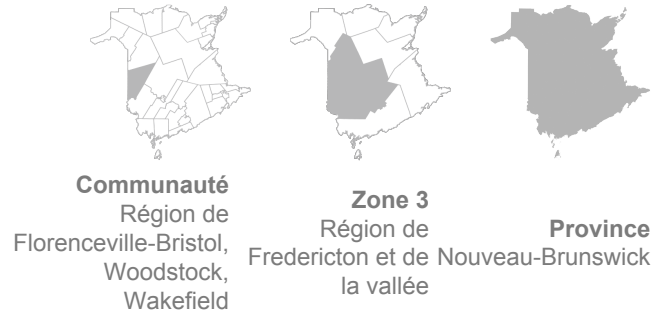 Communauté
Région de
Florenceville-Bristol,
Woodstock,
Wakefield
Zone 3
Région de
Fredericton et de
la vallée
Province
Nouveau-Brunswick